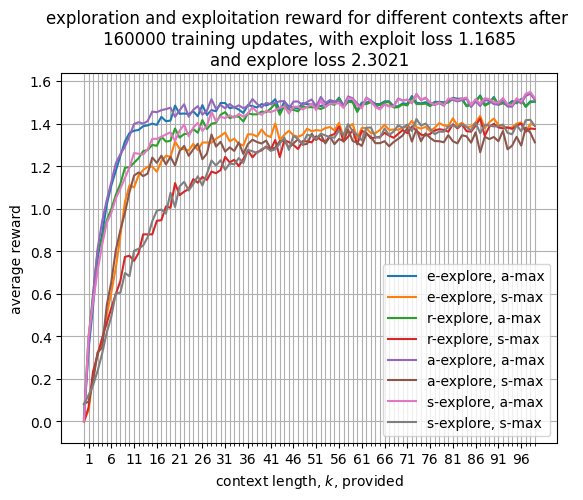 exploration and exploitation reward for different contexts after
160000 training updates, with exploit loss 1.1685
and explore loss 2.3021
1.6
1.4
1.2
1.0
0.8
0.6
0.4
0.2
0.0
average reward
e-explore, a-max
e-explore, s-max
r-explore, a-max
r-explore, s-max
a-explore, a-max
a-explore, s-max
s-explore, a-max
s-explore, s-max
1 6 11 16 21 26 31 36 41 46 51 56 61 66 71 76 81 86 91 96
context length, k, provided